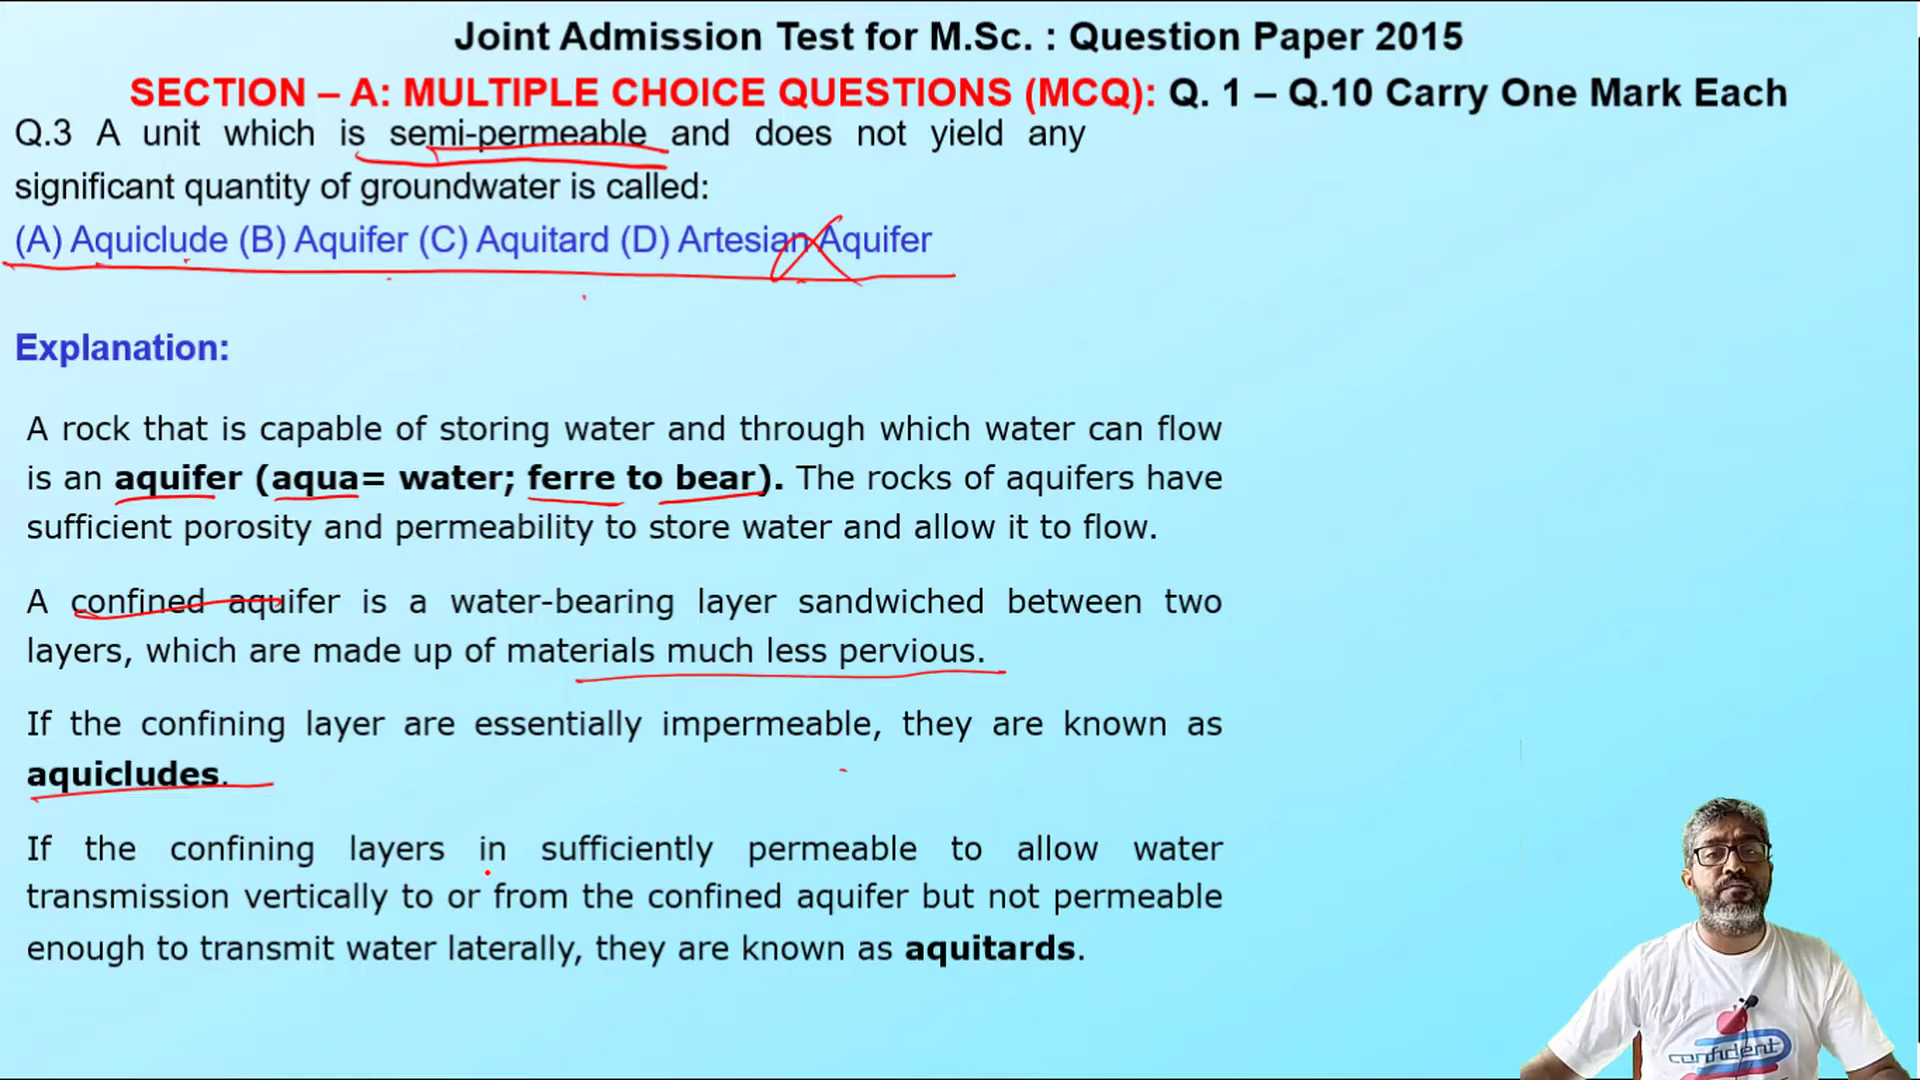 Joint Admission Test for M.Sc. : Question Paper 2015
SECTION – A: MULTIPLE CHOICE QUESTIONS (MCQ): Q. 1 – Q.10 Carry One Mark Each
Q.3 A unit which is semi-permeable and does not yield any
significant quantity of groundwater is called:
(A) Aquiclude (B) Aquifer (C) Aquitard (D) Artesian Aquifer
Explanation:
A rock that is capable of storing water and through which water can flow
is an aquifer (aqua= water; ferre to bear). The rocks of aquifers have
sufficient porosity and permeability to store water and allow it to flow.
A confined aquifer is a water-bearing layer sandwiched between two
layers, which are made up of materials much less pervious.
If the confining layer are essentially impermeable, they are known as
aquicludes.
If the confining layers in sufficiently permeable to allow water
transmission vertically to or from the confined aquifer but not permeable
enough to transmit water laterally, they are known as aquitards.
confident